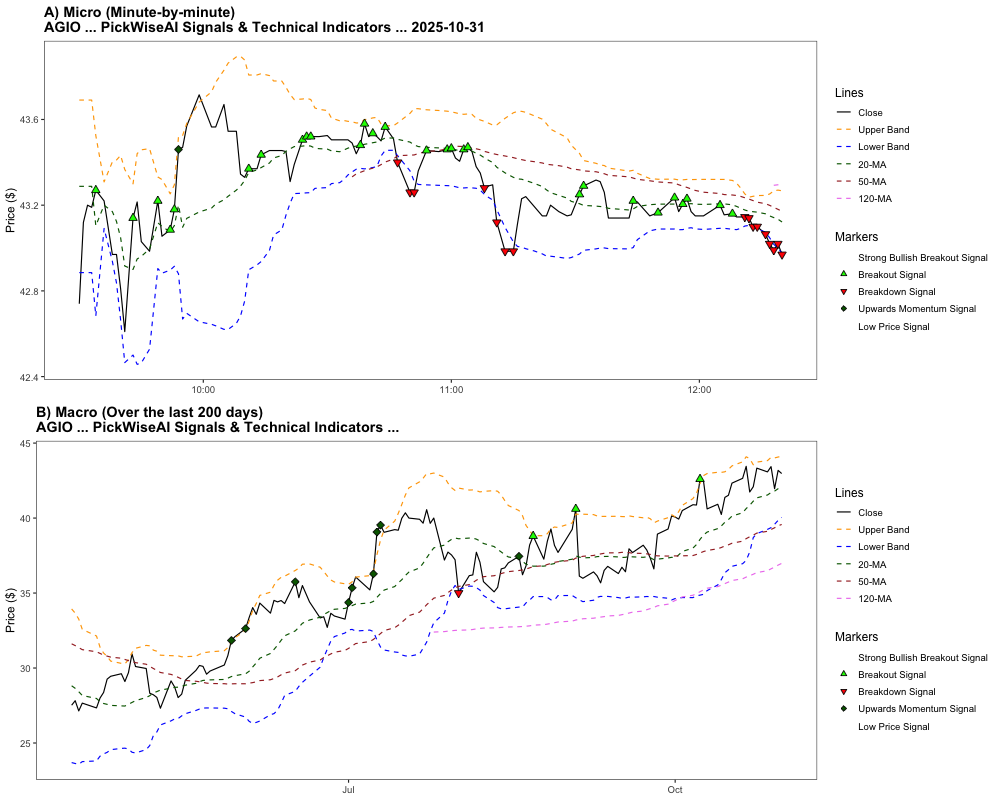 A) Micro (Minute-by-minute)
AGIO ... PickWiseAI Signals & Technical Indicators ... 2025-10-31
Price ($)
43.6
43.2
42.8
42.4
10:00
11:00
12:00
Lines
Close
Upper Band
Lower Band
20-MA
50-MA
120-MA
Markers
Strong Bullish Breakout Signal
Breakout Signal
Breakdown Signal
Upwards Momentum Signal
Low Price Signal
B) Macro (Over the last 200 days)
AGIO ... PickWiseAI Signals & Technical Indicators ...
Price ($)
45
40
35
30
25
Jul
Oct
Lines
Close
Upper Band
Lower Band
20-MA
50-MA
120-MA
Markers
Strong Bullish Breakout Signal
Breakout Signal
Breakdown Signal
Upwards Momentum Signal
Low Price Signal